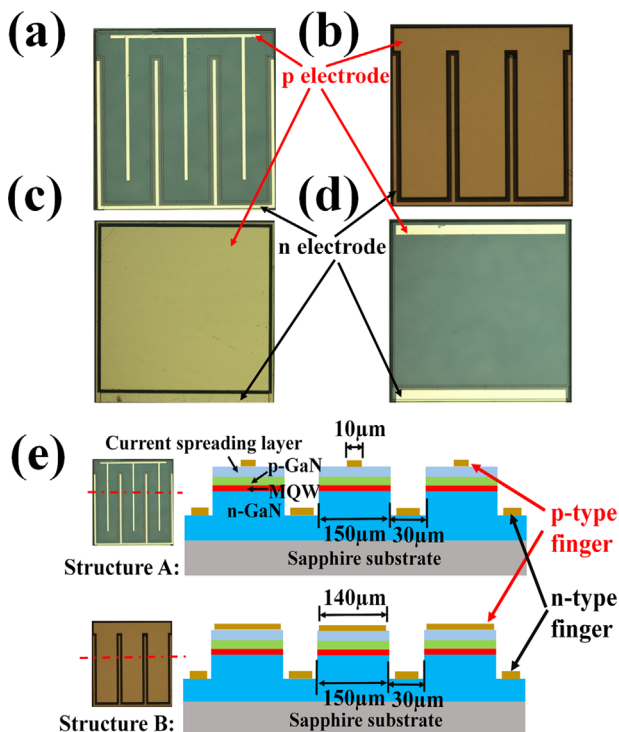 (a)
(b)
p electrode
(c)
(d)
n electrode
(e)
10μm
Current spreading layer
p-GaN
MQW
n-GaN
150μm
30μm
p-type
finger
Structure A:
Sapphire substrate
140μm
n-type
finger
150μm
30μm
Structure B:
Sapphire substrate